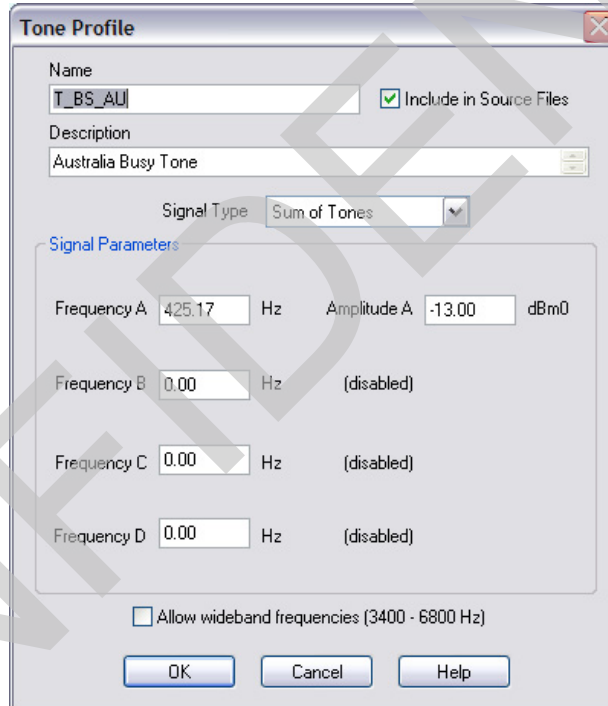 Tone Profile
Name
T_BS_AU Include in Source Files
Description
Australia Busy Tone
Signal Type Sum of Tones
Signal Parameters
Frequency A 425.17 Hz Amplitude A -13.00 dBm0
Frequency B 0.00 Hz (disabled)
Frequency C 0.00 Hz (disabled)
Frequency D 0.00 Hz (disabled)
Allow wideband frequencies (3400 - 6800 Hz)
OK Cancel Help
NFIDEN